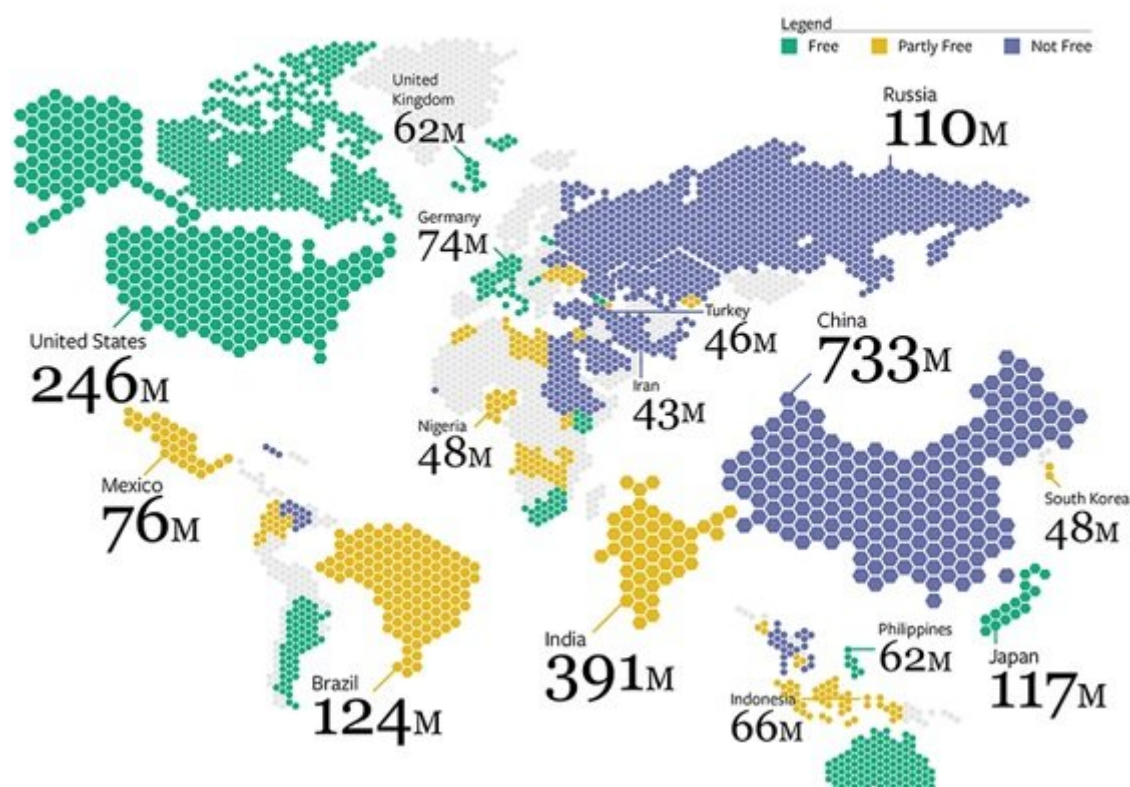 Legend
Free Partly Free Not Free
United
Kingdom
62M
Russia
110M
Germany
74M
United States
246M
Turkey
46M
China
733M
Iran
43M
Nigeria
48M
Mexico
76M
South Korea
48M
Brazil
124M
India
391M
Philippines
62M
Japan
117M
Indonesia
66M